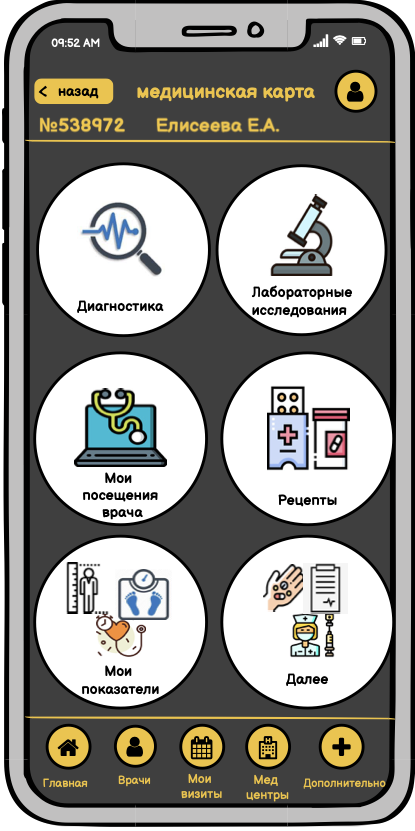 09:52 AM
назад
медицинская карта
№538972 Елисеева Е.А.
Диагностика
Лабораторные
исследования
Мои
посещения
врача
Рецепты
Мои
показатели
Далее
Главная
Врачи
Мои
визиты
Мед
центры
Дополнительно